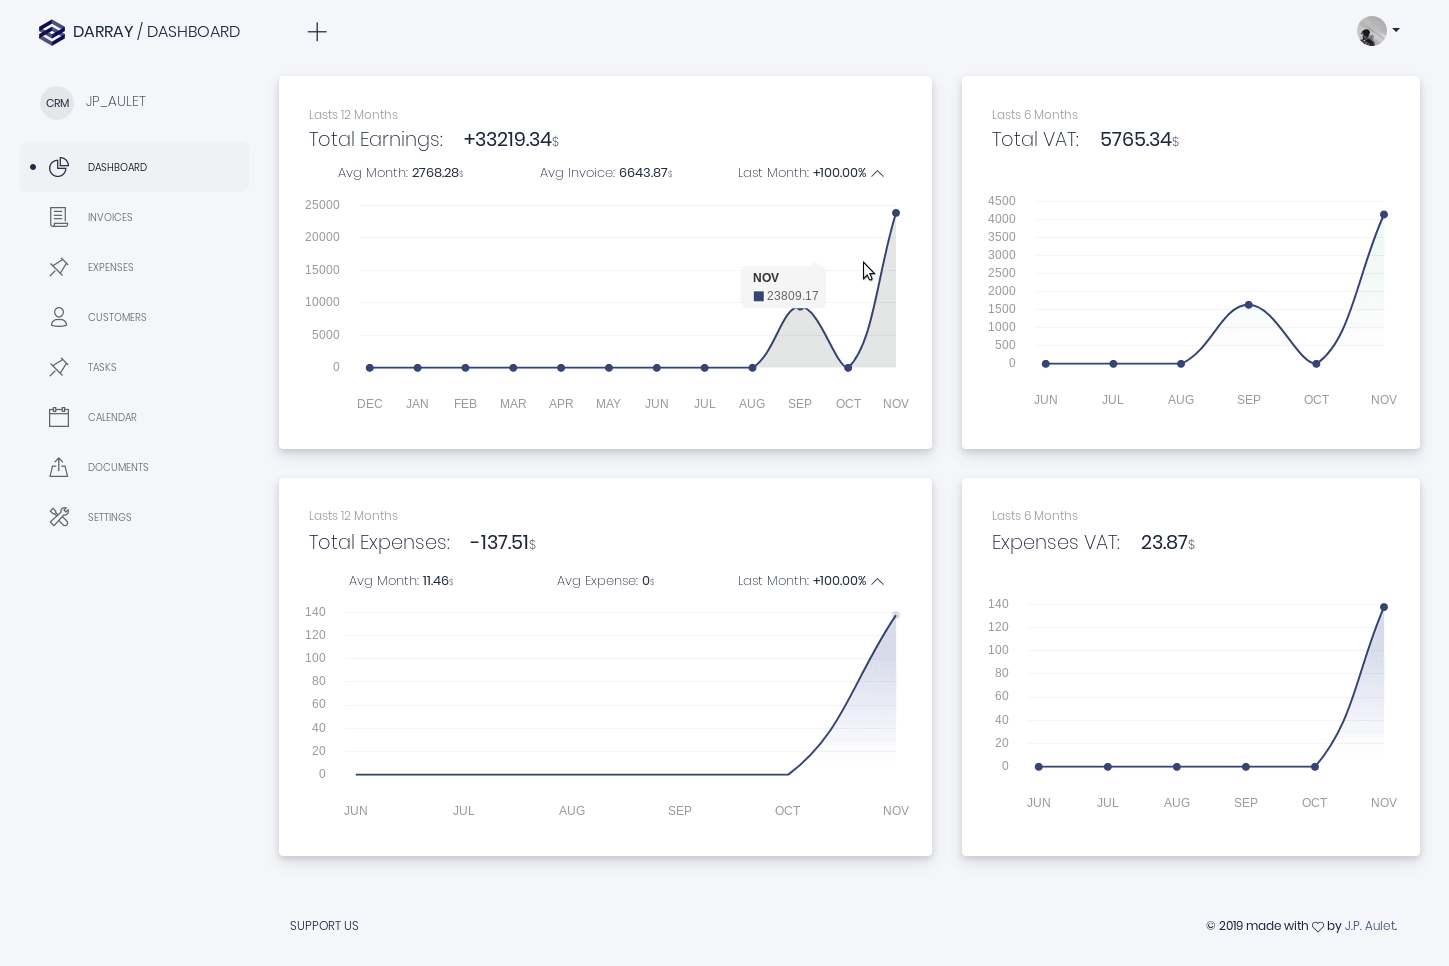 DARRAY / DASHBOARD
CRM JP_AULET
DASHBOARD
INVOICES
EXPENSES
CUSTOMERS
TASKS
CALENDAR
DOCUMENTS
SETTINGS
Lasts 12 Months
Total Earnings: +33219.34$
Avg Month: 2768.28$ Avg Invoice: 6643.87$ Last Month: +100.00%
25000
20000
15000
10000
5000
0
NOV
23809.17
DEC JAN FEB MAR APR MAY JUN JUL AUG SEP OCT NOV
Lasts 6 Months
Total VAT: 5765.34$
4500
4000
3500
3000
2500
2000
1500
1000
500
0
JUN JUL AUG SEP OCT NOV
Lasts 12 Months
Total Expenses: -137.51$
Avg Month: 11.46$ Avg Expense: 0$ Last Month: +100.00%
140
120
100
80
60
40
20
0
JUN JUL AUG SEP OCT NOV
Lasts 6 Months
Expenses VAT: 23.87$
140
120
100
80
60
40
20
0
JUN JUL AUG SEP OCT NOV
SUPPORT US
© 2019 made with ♡ by J.P. Aulet.